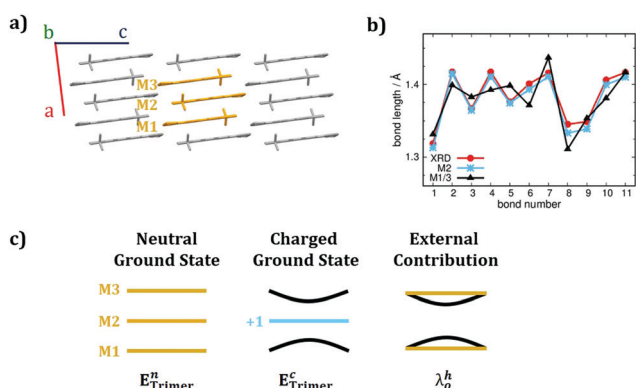 a)
b
c
a
M3
M2
M1
b)
bond length / Å
1.4
1.3
XRD
M2
M1/3
1 2 3 4 5 6 7 8 9 10 11
bond number
c)
Neutral
Ground State
Charged
Ground State
External
Contribution
M3
M2
+1
M1
E^n_Trimer
E^c_Trimer
λ^h_o